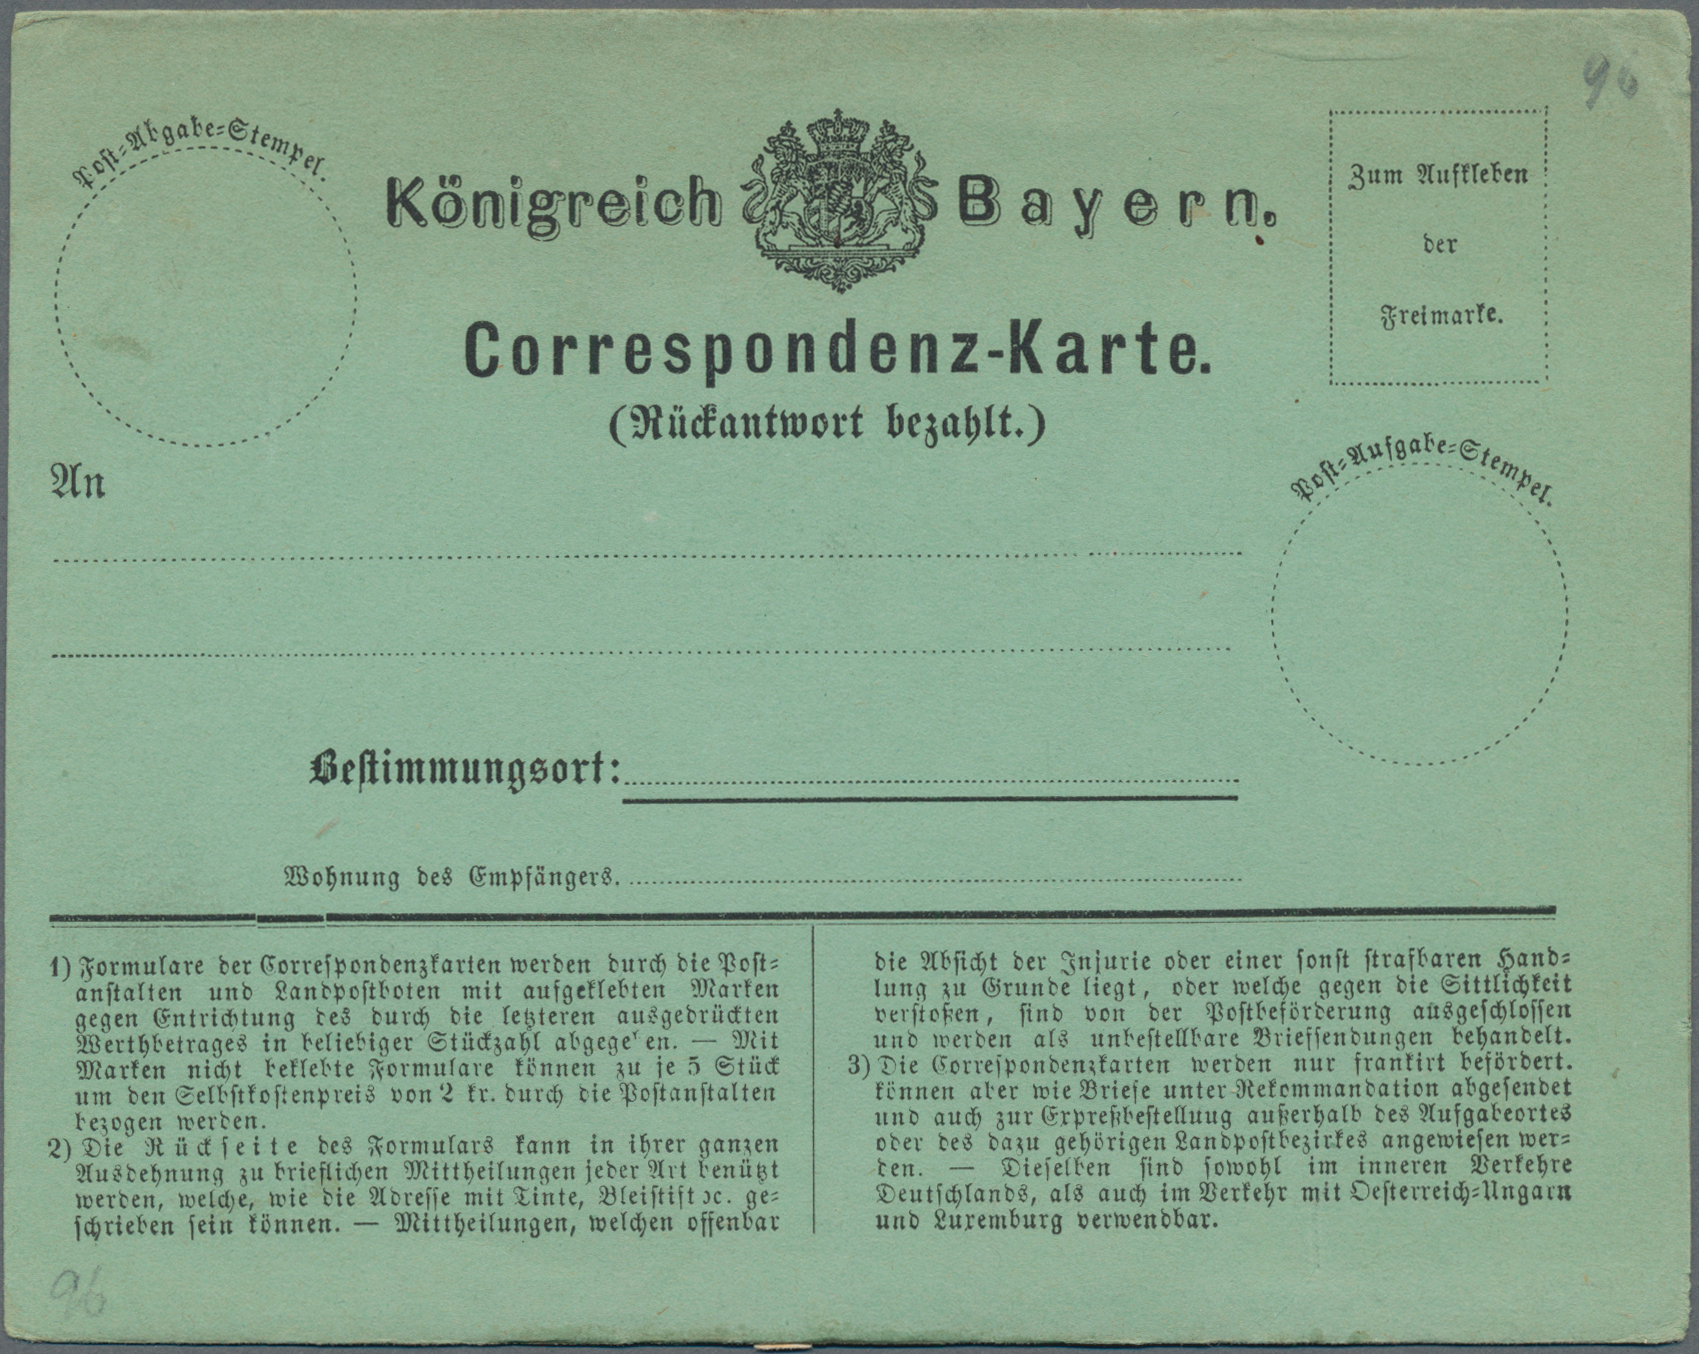 96
Post-Abgabe-Stempel.
Königreich Bayern.
Zum Aufkleben
der
Freimarke.
Correspondenz-Karte.
(Rückantwort bezahlt.)
Post-Aufgabe-Stempel.
An
Bestimmungsort:
Wohnung des Empfängers.
1) Formulare der Correspondenzkarten werden durch die Post-
anstalten und Landpostboten mit aufgeklebten Marken
gegen Entrichtung des durch die letzteren ausgedrückten
Werthbetrages in beliebiger Stückzahl abgege en. — Mit
Marken nicht beklebte Formulare können zu je 5 Stück
um den Selbstkostenpreis von 2 kr. durch die Postanstalten
bezogen werden.
2) Die Rückseite des Formulars kann in ihrer ganzen
Ausdehnung zu brieflichen Mittheilungen jeder Art benützt
werden, welche, wie die Adresse mit Tinte, Bleistift ꝛc. ge-
schrieben sein können. — Mittheilungen, welchen offenbar
die Absicht der Injurie oder einer sonst strafbaren Hand-
lung zu Grunde liegt, oder welche gegen die Sittlichkeit
verstoßen, sind von der Postbeförderung ausgeschlossen
und werden als unbestellbare Briefsendungen behandelt.
3) Die Correspondenzkarten werden nur frankirt befördert.
können aber wie Briefe unter Rekommandation abgesendet
und auch zur Expreßbestelluug außerhalb des Aufgabeortes
oder des dazu gehörigen Landpostbezirkes angewiesen wer-
den. — Dieselben sind sowohl im inneren Verkehre
Deutschlands, als auch im Verkehr mit Oesterreich-Ungarn
und Luxemburg verwendbar.
96